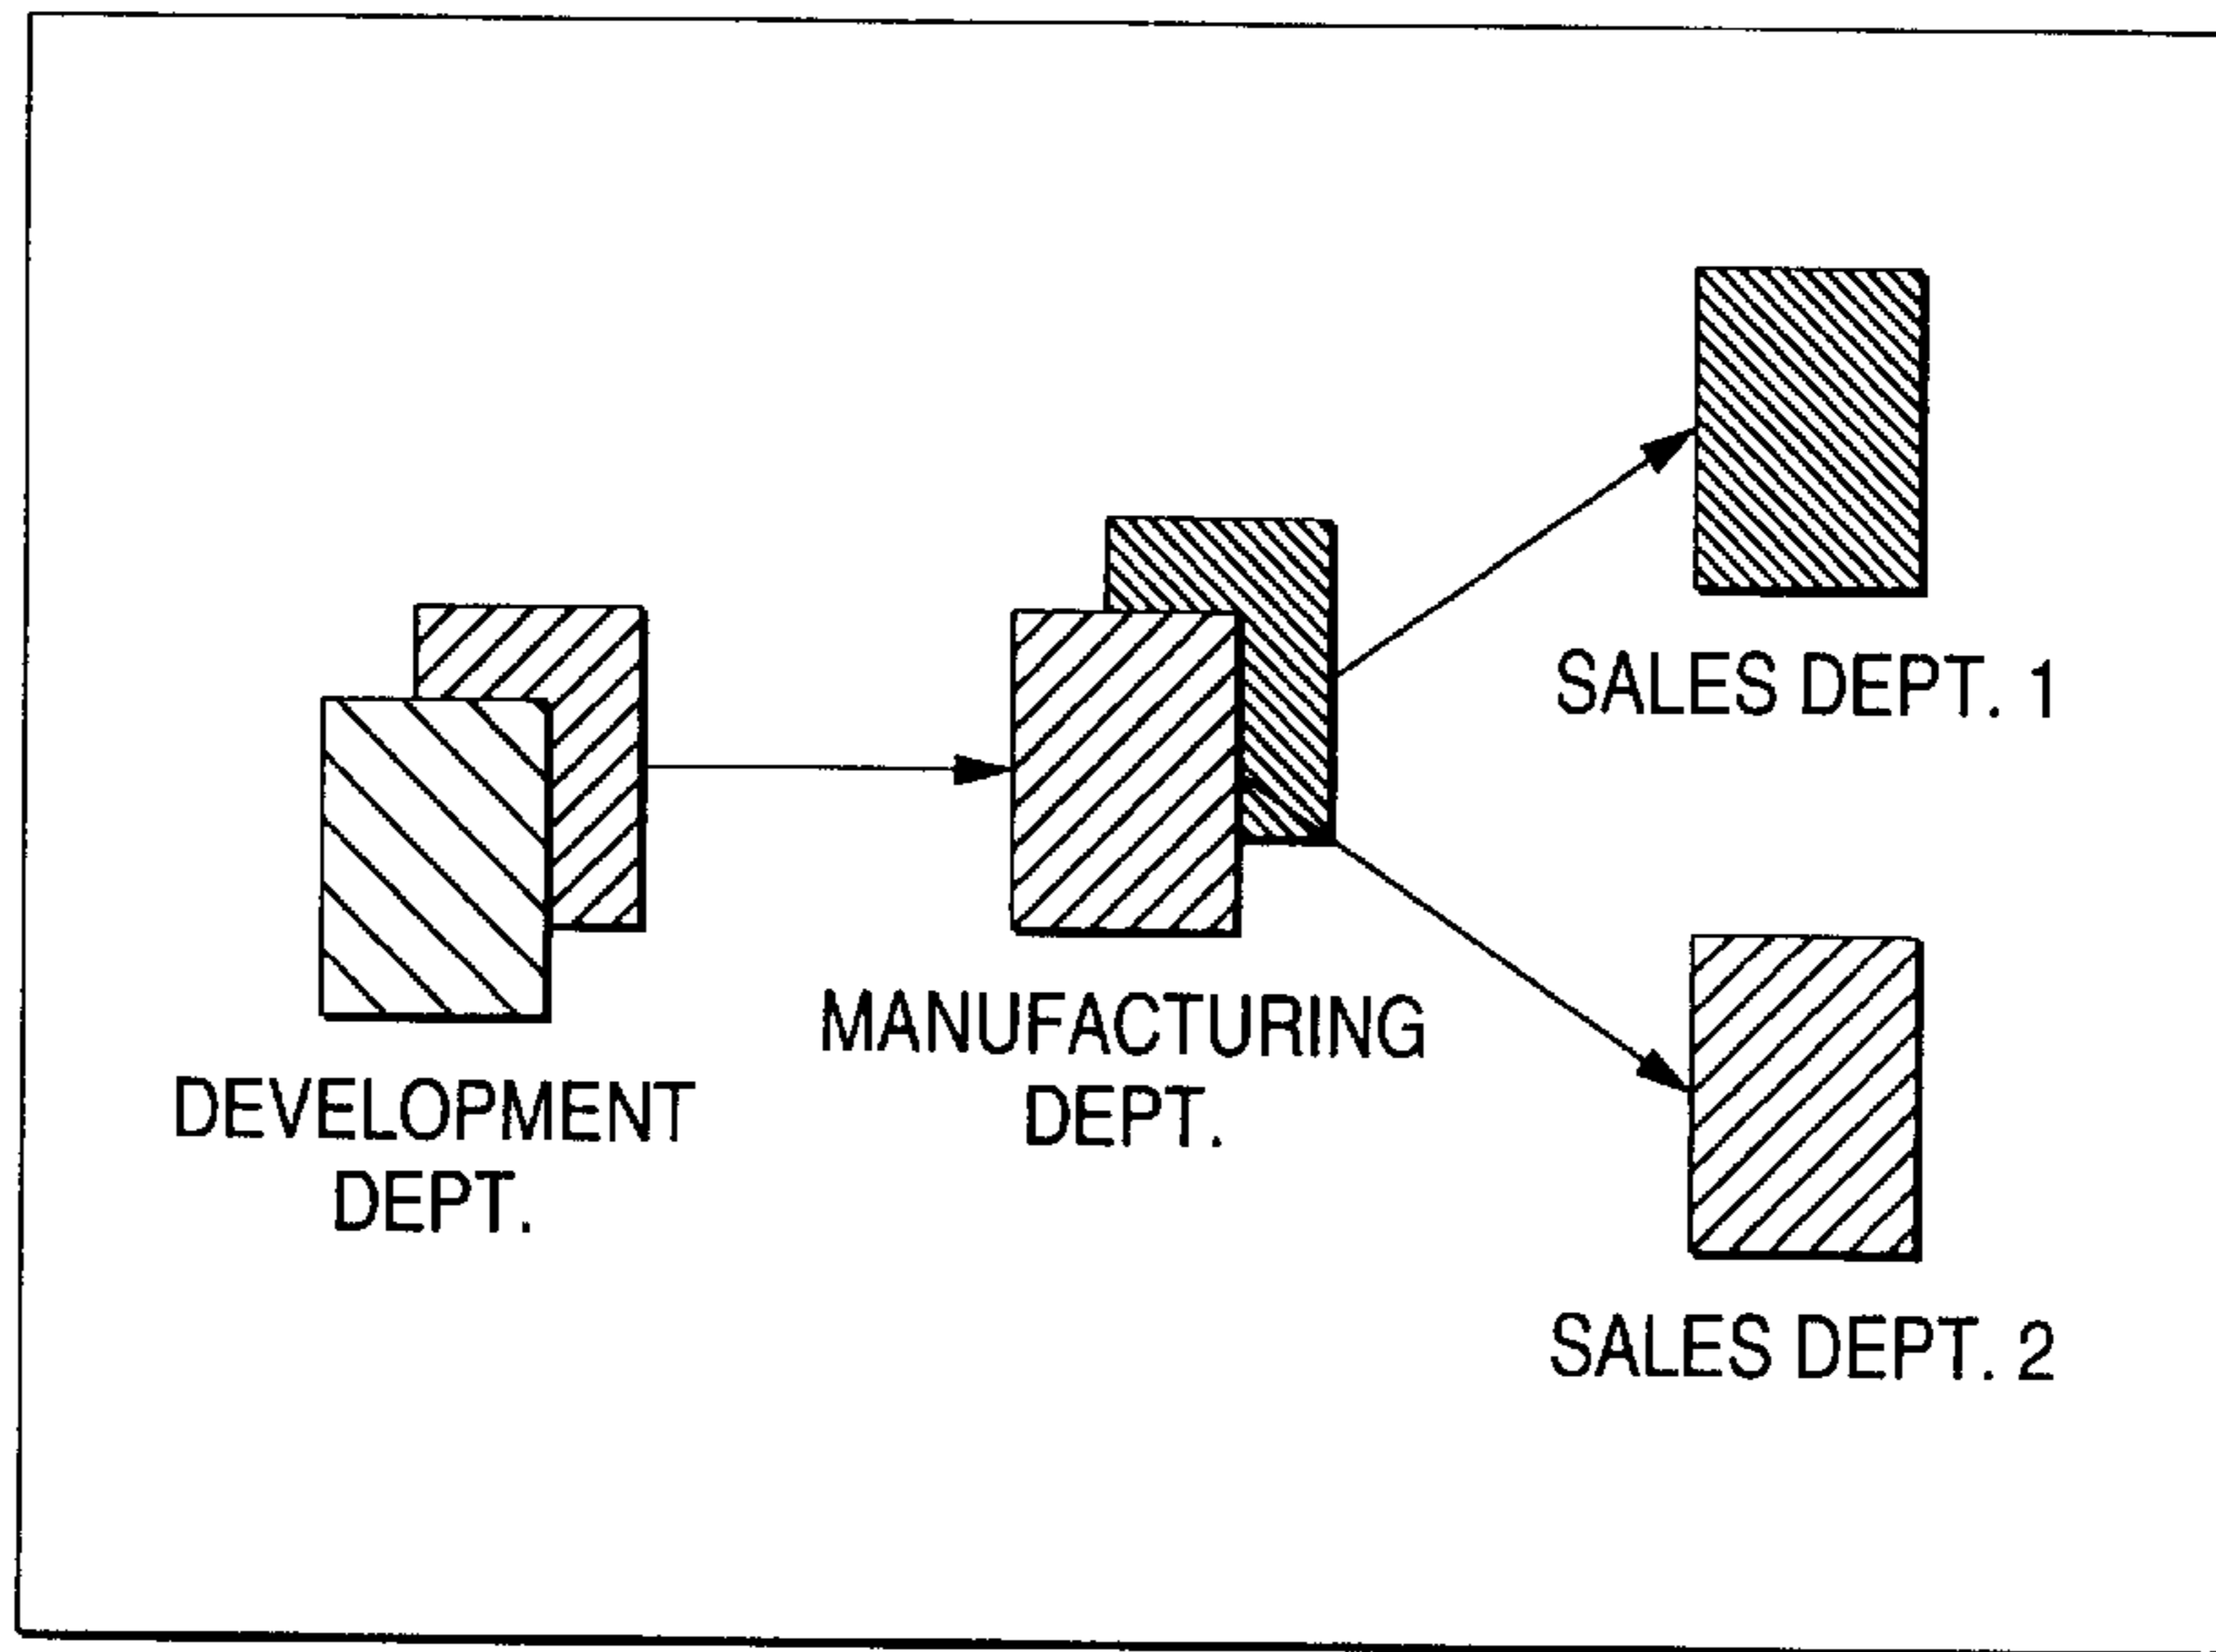 SALES DEPT. 1
MANUFACTURING
DEPT.
DEVELOPMENT
DEPT.
SALES DEPT. 2